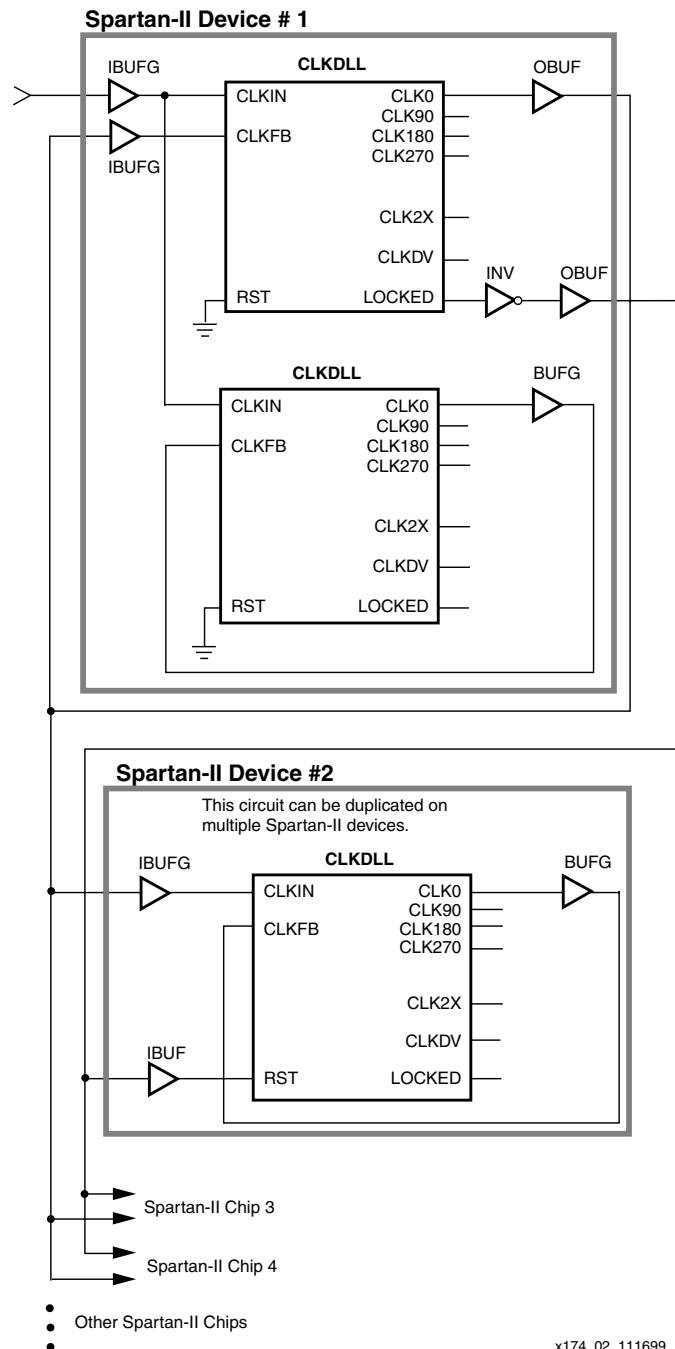 Spartan-II Device # 1
IBUFG
CLKDLL
OBUF
CLKIN
CLK0
CLK90
CLKFB
CLK180
IBUFG
CLK270
CLK2X
CLKDV
INV
OBUF
RST
LOCKED
CLKDLL
BUFG
CLKIN
CLK0
CLK90
CLKFB
CLK180
CLK270
CLK2X
CLKDV
RST
LOCKED
Spartan-II Device #2
This circuit can be duplicated on
multiple Spartan-II devices.
IBUFG
CLKDLL
BUFG
CLKIN
CLK0
CLK90
CLKFB
CLK180
CLK270
CLK2X
CLKDV
IBUF
RST
LOCKED
Spartan-II Chip 3
Spartan-II Chip 4
Other Spartan-II Chips
x174_02_111699